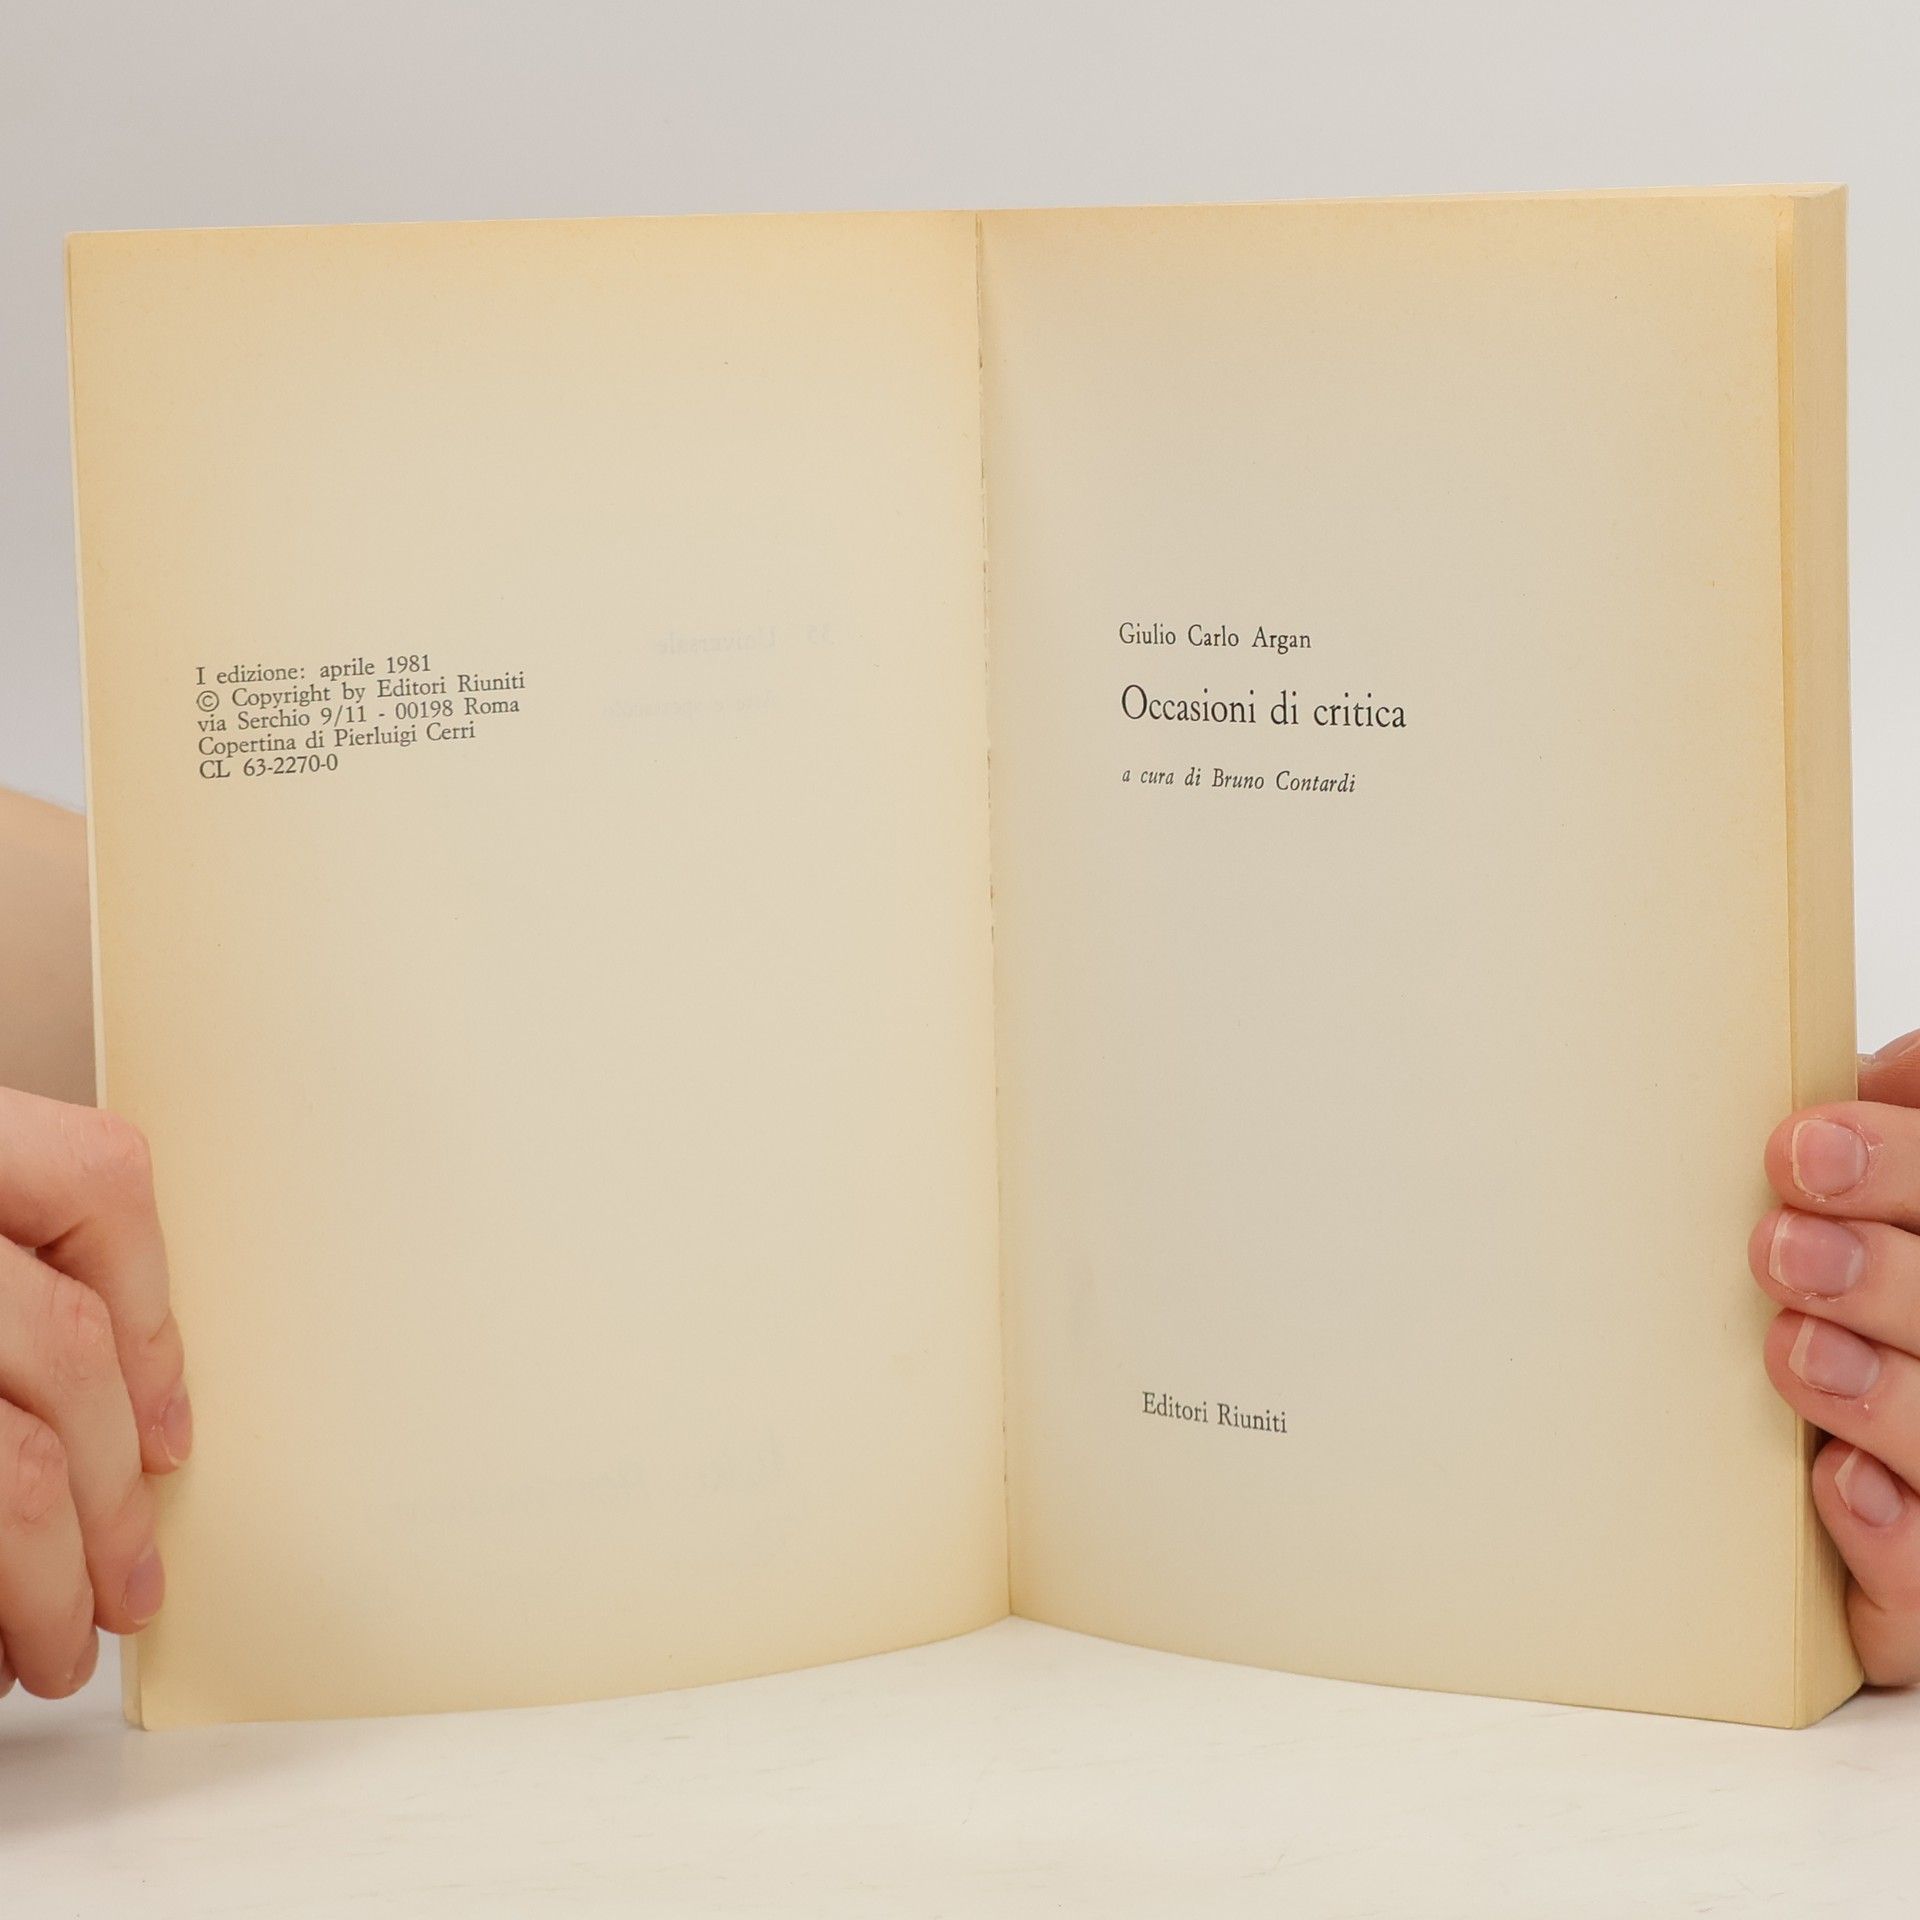 I edizione: aprile 1981
© Copyright by Editori Riuniti
via Serchio 9/11 - 00198 Roma
Copertina di Pierluigi Cerri
CL 63-2270-0
Giulio Carlo Argan
Occasioni di critica
a cura di Bruno Contardi
Editori Riuniti